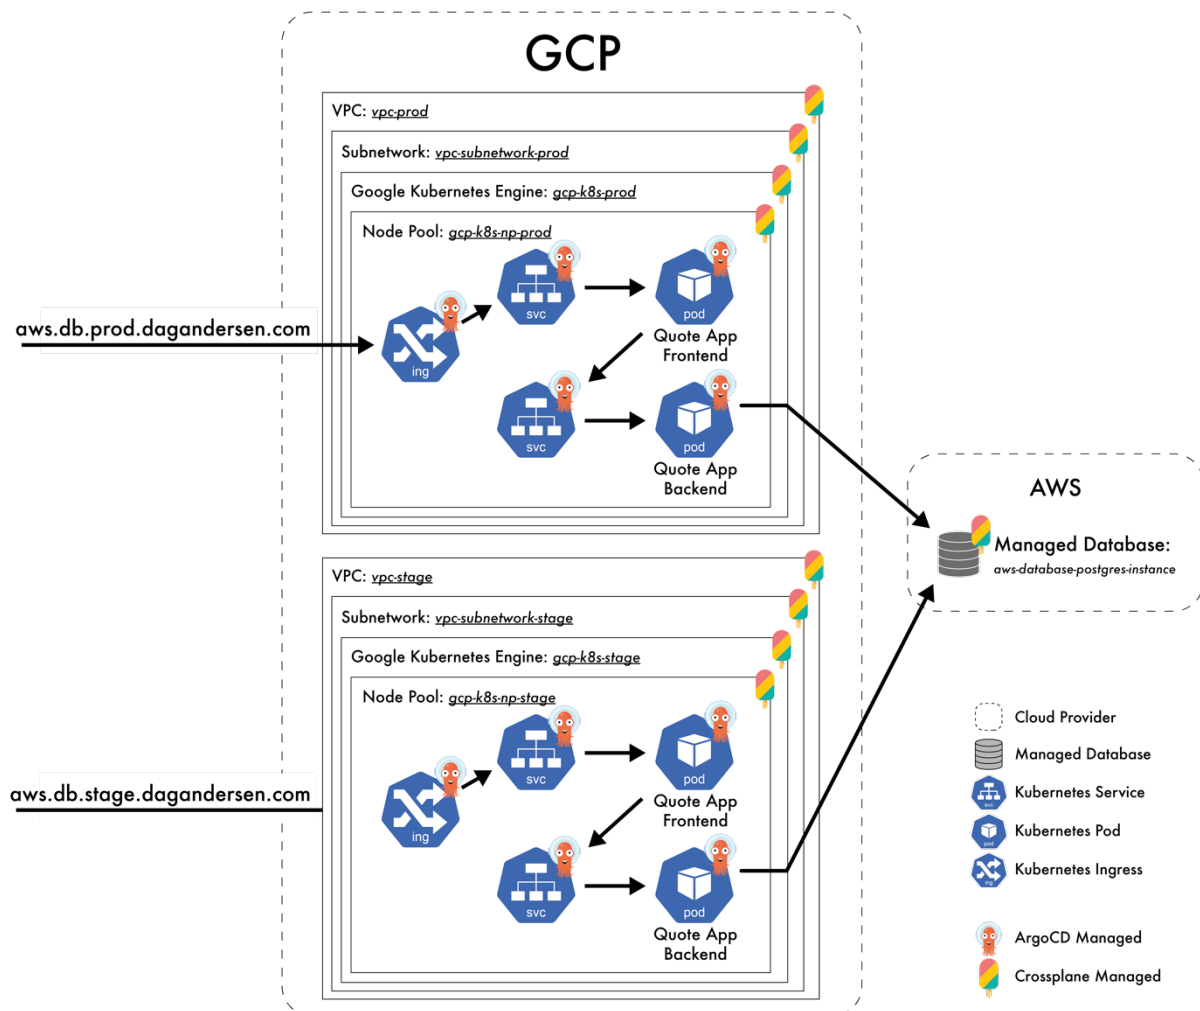 GCP
VPC: vpc-prod
Subnetwork: vpc-subnetwork-prod
Google Kubernetes Engine: gcp-k8s-prod
Node Pool: gcp-k8s-np-prod
svc
pod
Quote App
Frontend
aws.db.prod.dagandersen.com
ing
svc
pod
Quote App
Backend
AWS
Managed Database:
aws-database-postgres-instance
VPC: vpc-stage
Subnetwork: vpc-subnetwork-stage
Google Kubernetes Engine: gcp-k8s-stage
Node Pool: gcp-k8s-np-stage
svc
pod
Quote App
Frontend
aws.db.stage.dagandersen.com
ing
svc
pod
Quote App
Backend
Cloud Provider
Managed Database
svc
Kubernetes Service
pod
Kubernetes Pod
ing
Kubernetes Ingress
ArgoCD Managed
Crossplane Managed